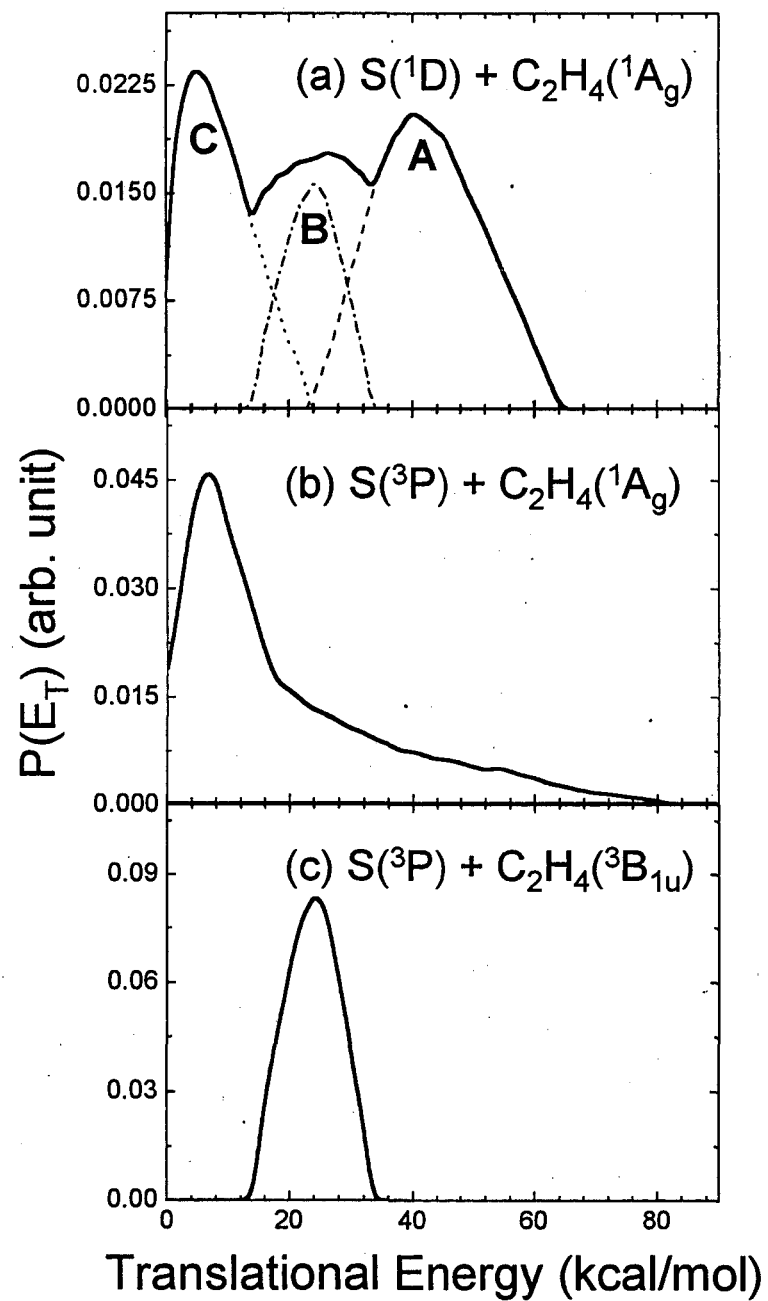 (a) S(¹D) + C₂H₄(¹A_g)
0.0225
C
A
0.0150
B
0.0075
0.0000
(b) S(³P) + C₂H₄(¹A_g)
0.045
0.030
0.015
0.000
P(E_T) (arb. unit)
(c) S(³P) + C₂H₄(³B₁ᵤ)
0.09
0.06
0.03
0.00
0 20 40 60 80
Translational Energy (kcal/mol)